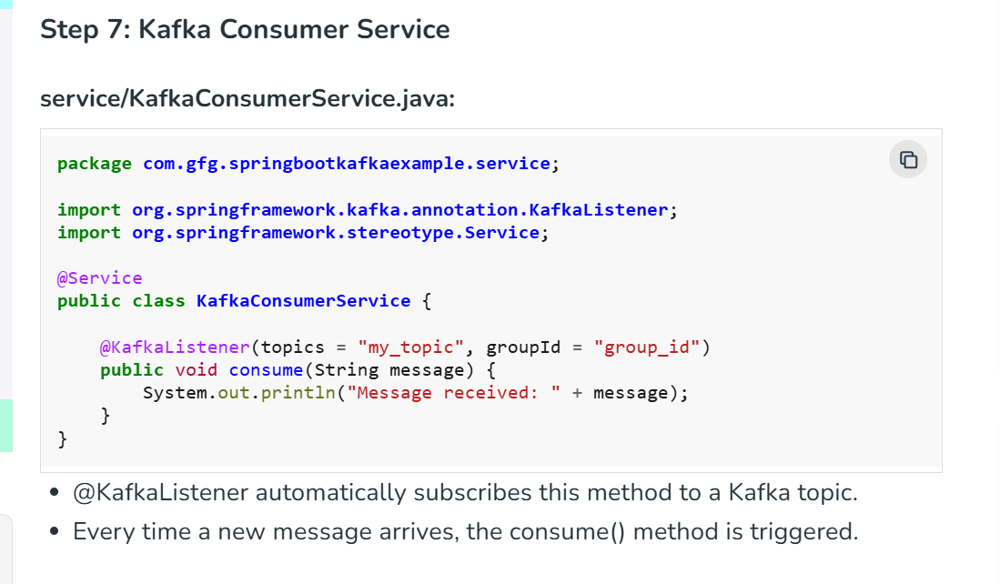 Step 7: Kafka Consumer Service
service/KafkaConsumerService.java:
package com.gfg.springbootkafkaexample.service;
import org.springframework.kafka.annotation.KafkaListener;
import org.springframework.stereotype.Service;
@Service
public class KafkaConsumerService {
@KafkaListener(topics = "my_topic", groupId = "group_id")
public void consume(String message) {
System.out.println("Message received: " + message);
}
}
• @KafkaListener automatically subscribes this method to a Kafka topic.
• Every time a new message arrives, the consume() method is triggered.